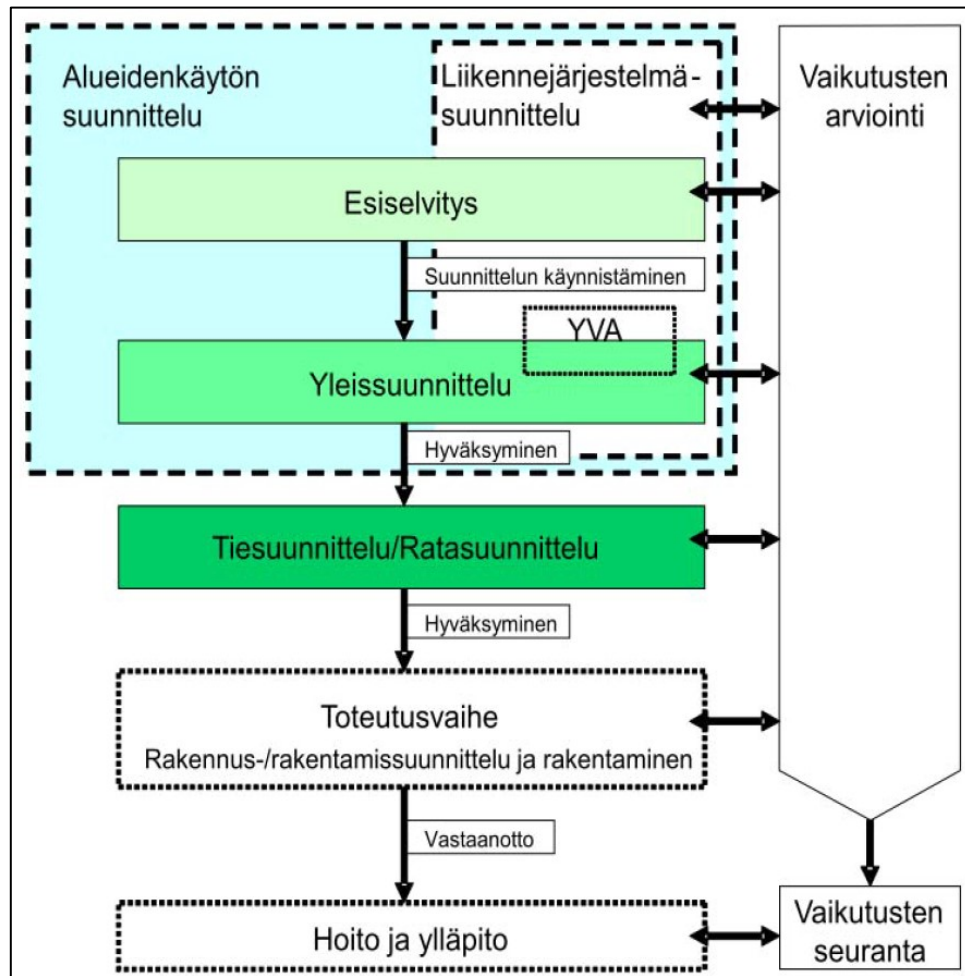 Alueidenkäytön
suunnittelu
Liikennejärjestelmä-
suunnittelu
Vaikutusten
arviointi
Esiselvitys
Suunnittelun käynnistäminen
YVA
Yleissuunnittelu
Hyväksyminen
Tiesuunnittelu/Ratasuunnittelu
Hyväksyminen
Toteutusvaihe
Rakennus-/rakentamissuunnittelu ja rakentaminen
Vastaanotto
Hoito ja ylläpito
Vaikutusten
seuranta